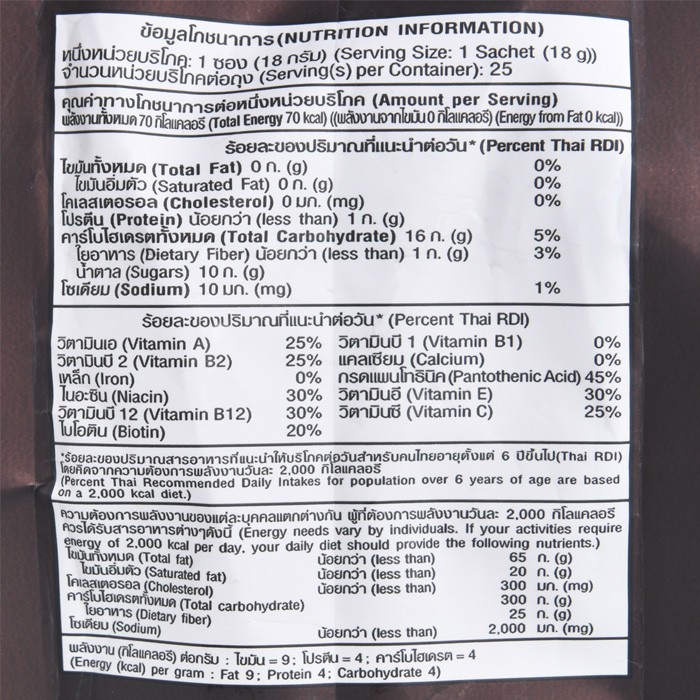 ข้อมูลโภชนาการ (NUTRITION INFORMATION)
หนึ่งหน่วยบริโภค: 1 ซอง (18 กรัม) (Serving Size: 1 Sachet (18 g))
จำนวนหน่วยบริโภคต่อถุง (Serving(s) per Container): 25
คุณค่าทางโภชนาการต่อหนึ่งหน่วยบริโภค (Amount per Serving)
พลังงานทั้งหมด 70 กิโลแคลอรี (Total Energy 70 kcal) ((พลังงานจากไขมัน 0 กิโลแคลอรี) (Energy from Fat 0 kcal))
ร้อยละของปริมาณที่แนะนำต่อวัน* (Percent Thai RDI)
ไขมันทั้งหมด (Total Fat) 0 ก. (g) 0%
ไขมันอิ่มตัว (Saturated Fat) 0 ก. (g) 0%
โคเลสเตอรอล (Cholesterol) 0 มก. (mg) 0%
โปรตีน (Protein) น้อยกว่า (less than) 1 ก. (g)
คาร์โบไฮเดรตทั้งหมด (Total Carbohydrate) 16 ก. (g) 5%
ใยอาหาร (Dietary Fiber) น้อยกว่า (less than) 1 ก. (g) 3%
น้ำตาล (Sugars) 10 ก. (g)
โซเดียม (Sodium) 10 มก. (mg) 1%
ร้อยละของปริมาณที่แนะนำต่อวัน* (Percent Thai RDI)
วิตามินเอ (Vitamin A) 25% วิตามินบี 1 (Vitamin B1) 0%
วิตามินบี 2 (Vitamin B2) 25% แคลเซียม (Calcium) 0%
เหล็ก (Iron) 0% กรดแพนโทธินิค (Pantothenic Acid) 45%
ไนอะซิน (Niacin) 30% วิตามินอี (Vitamin E) 30%
วิตามินบี 12 (Vitamin B12) 30% วิตามินซี (Vitamin C) 25%
ไบโอติน (Biotin) 20%
*ร้อยละของปริมาณสารอาหารที่แนะนำให้บริโภคต่อวันสำหรับคนไทยอายุตั้งแต่ 6 ปีขึ้นไป(Thai RDI)
โดยคิดจากความต้องการพลังงานวันละ 2,000 กิโลแคลอรี
(Percent Thai Recommended Daily Intakes for population over 6 years of age are based
on a 2,000 kcal diet.)
ความต้องการพลังงานของแต่ละบุคคลแตกต่างกัน ผู้ที่ต้องการพลังงานวันละ 2,000 กิโลแคลอรี
ควรได้รับสารอาหารต่างๆดังนี้ (Energy needs vary by individuals. If your activities require
energy of 2,000 kcal per day, your daily diet should provide the following nutrients.)
ไขมันทั้งหมด (Total fat) น้อยกว่า (less than) 65 ก. (g)
ไขมันอิ่มตัว (Saturated fat) น้อยกว่า (less than) 20 ก. (g)
โคเลสเตอรอล (Cholesterol) น้อยกว่า (less than) 300 มก. (mg)
คาร์โบไฮเดรตทั้งหมด (Total carbohydrate) 300 ก. (g)
ใยอาหาร (Dietary fiber) 25 ก. (g)
โซเดียม (Sodium) น้อยกว่า (less than) 2,000 มก. (mg)
พลังงาน (กิโลแคลอรี) ต่อกรัม : ไขมัน = 9; โปรตีน = 4; คาร์โบไฮเดรต = 4
(Energy (kcal) per gram : Fat 9; Protein 4; Carbohydrate 4)